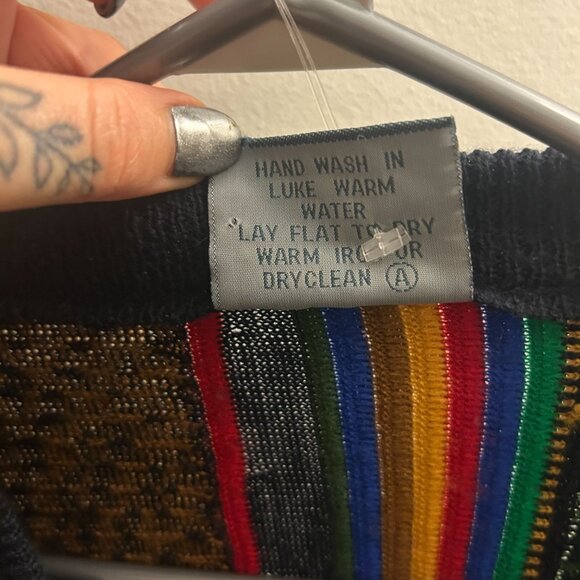 HAND WASH IN
LUKE WARM
WATER
LAY FLAT TO DRY
WARM IRON OR
DRYCLEAN Ⓐ